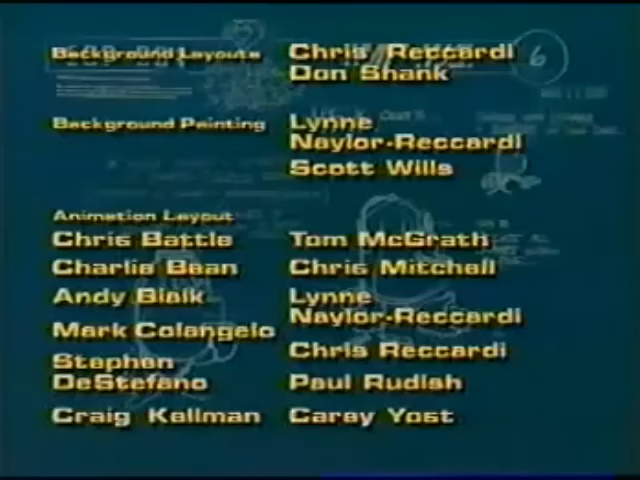 Background Layouts Chris Reccardi
Don Shank
Background Painting Lynne
Naylor-Reccardi
Scott Wills
Animation Layout
Chris Battle Tom McGrath
Charlie Bean Chris Mitchell
Andy Bialk Lynne
Naylor-Reccardi
Mark Colangelo
Chris Reccardi
Stephen
DeStefano Paul Rudish
Craig Kellman Carey Yost
6